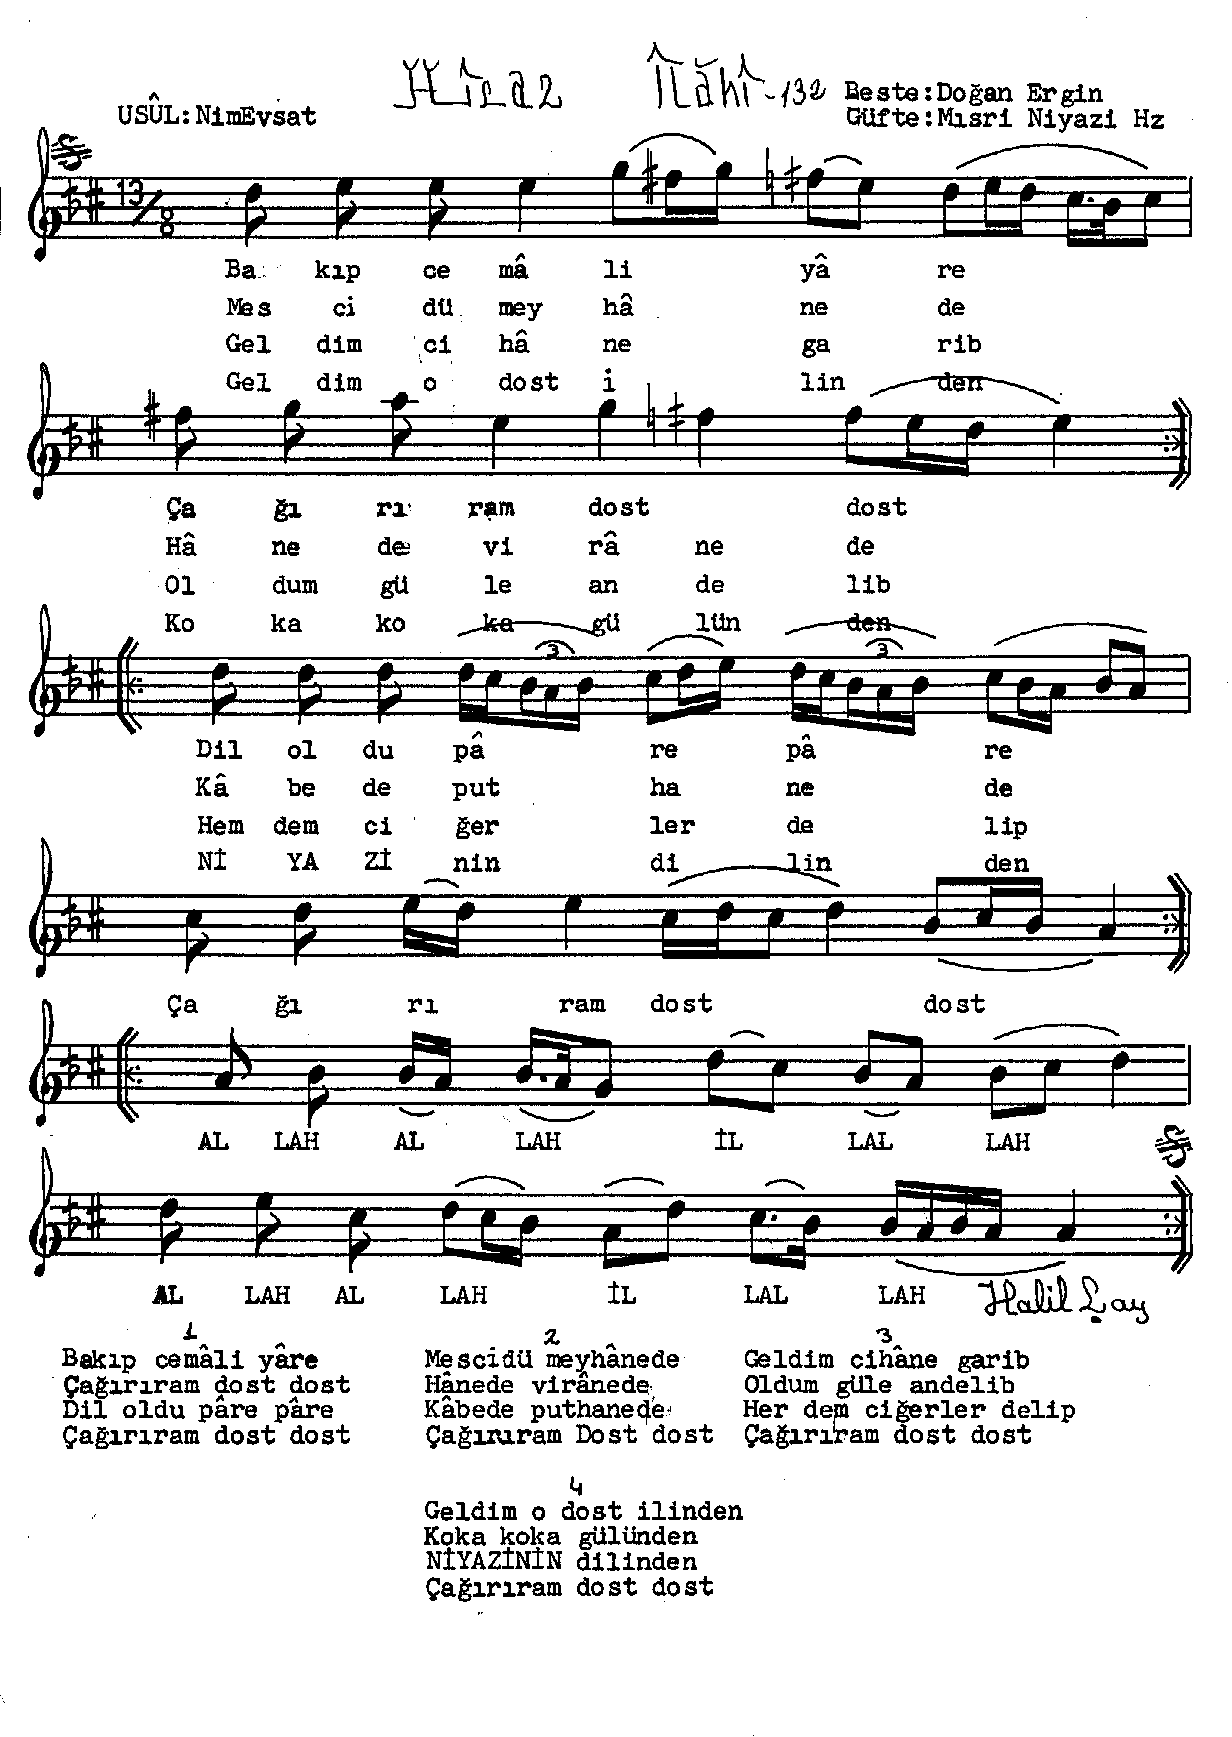 Hicaz İlâhi - 132
Beste:Doğan Ergin
USÛL:NimEvsat
Güfte:Mısri Niyazi Hz
13/8
Ba kıp ce mâ li yâ re
Mes ci dü mey hâ ne de
Gel dim ci hâ ne ga rib
Gel dim o dost i lin den
Ça ğı rı ram dost dost
Hâ ne de vi râ ne de
Ol dum gü le an de lib
Ko ka ko ka gü lün den
3 3
Dil ol du pâ re pâ re
Kâ be de put ha ne de
Hem dem ci ğer ler de lip
Nİ YA Zİ nin di lin den
Ça ğı rı ram dost dost
AL LAH AL LAH İL LAL LAH
AL LAH AL LAH İL LAL LAH
Halil Çay
1
Bakıp cemâli yâre
Çağırıram dost dost
Dil oldu pâre pâre
Çağırıram dost dost
2
Mescidü meyhânede
Hânede virânede
Kâbede puthanede
Çağırıram Dost dost
3
Geldim cihâne garib
Oldum güle andelib
Her dem ciğerler delip
Çağırıram dost dost
4
Geldim o dost ilinden
Koka koka gülünden
NİYAZİNİN dilinden
Çağırıram dost dost